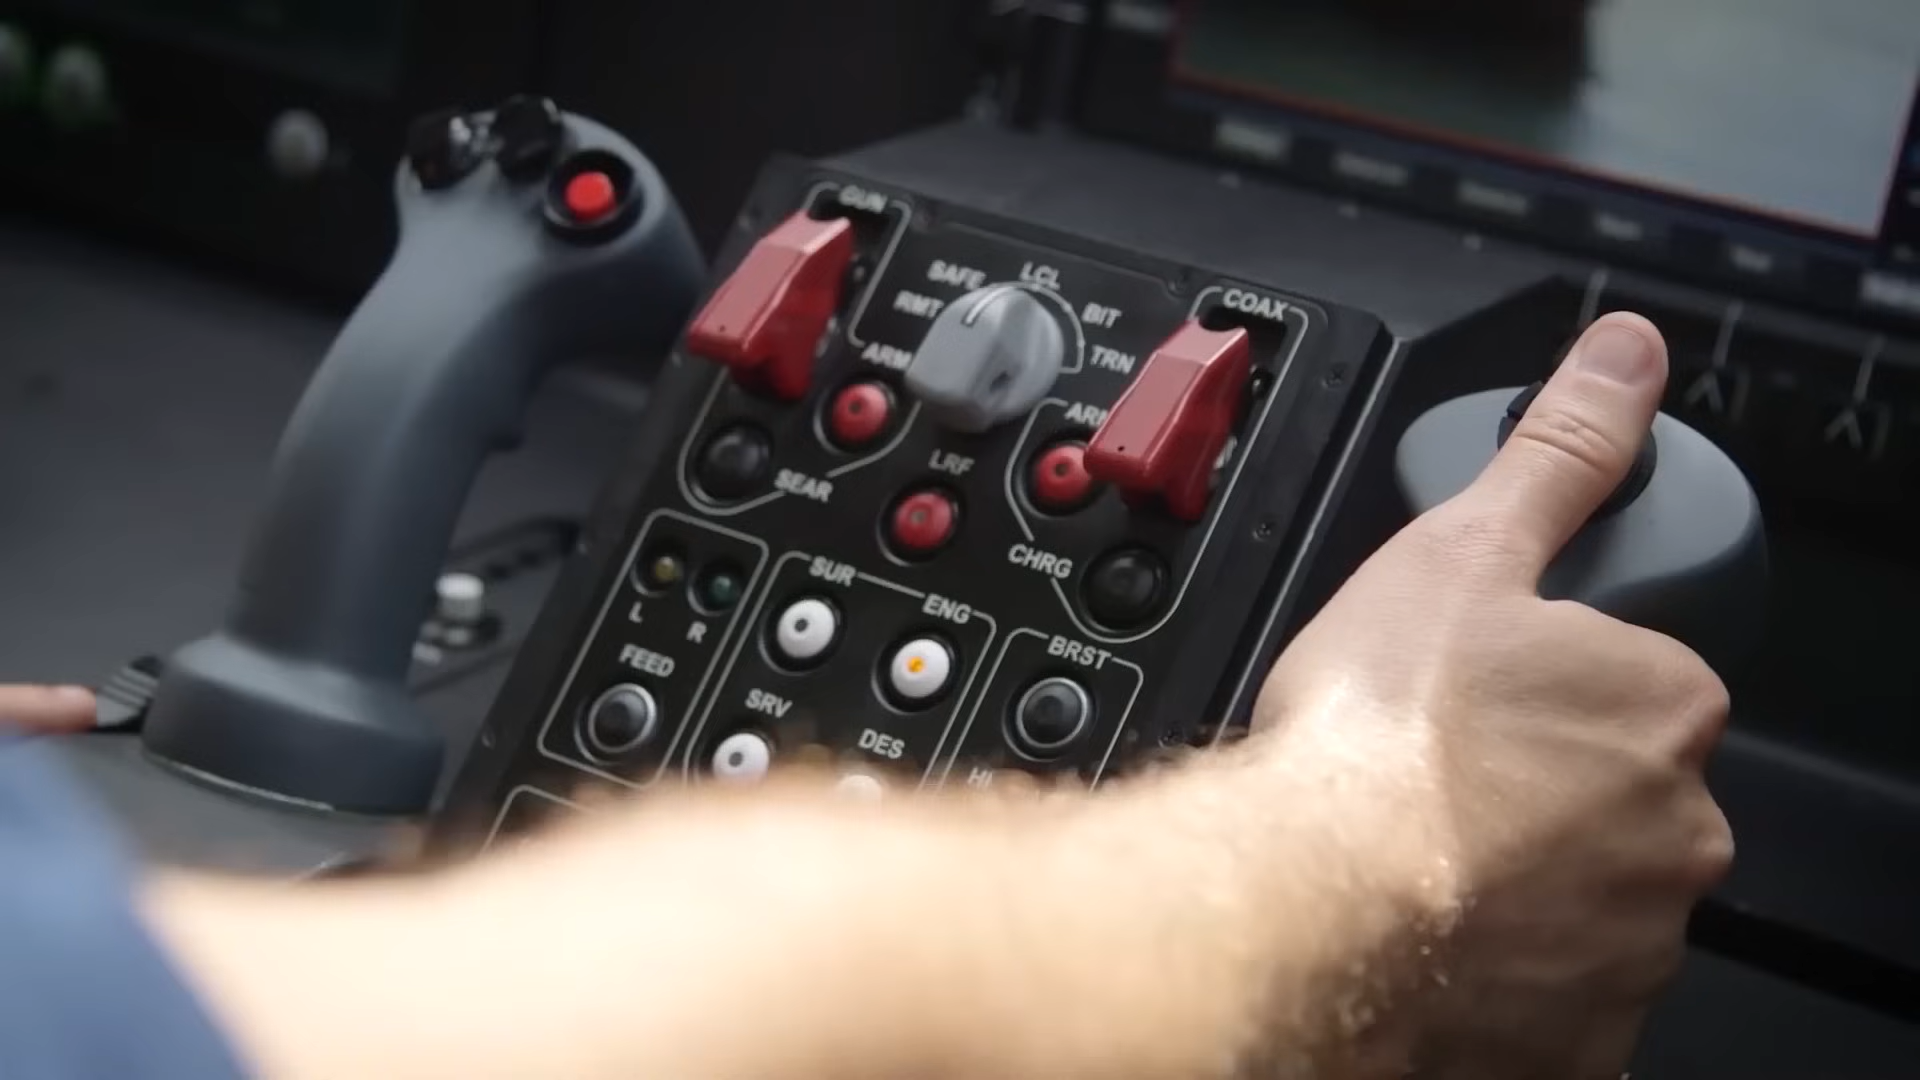 GUN
SAFE
LCL
RMT
BIT
COAX
ARM
TRN
ARM
LRF
SEAR
CHRG
SUR
ENG
L
R
BRST
FEED
SRV
DES